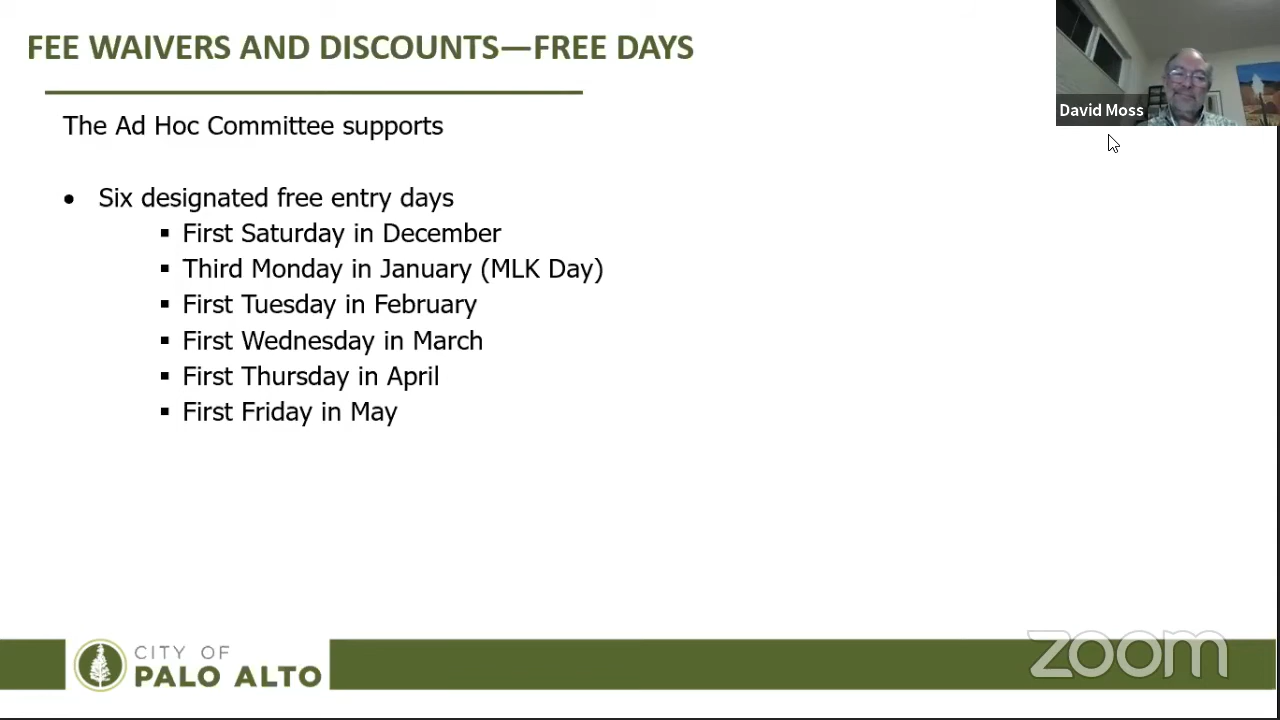 FEE WAIVERS AND DISCOUNTS—FREE DAYS
David Moss
The Ad Hoc Committee supports
• Six designated free entry days
▪ First Saturday in December
▪ Third Monday in January (MLK Day)
▪ First Tuesday in February
▪ First Wednesday in March
▪ First Thursday in April
▪ First Friday in May
CITY OF
PALO ALTO
zoom